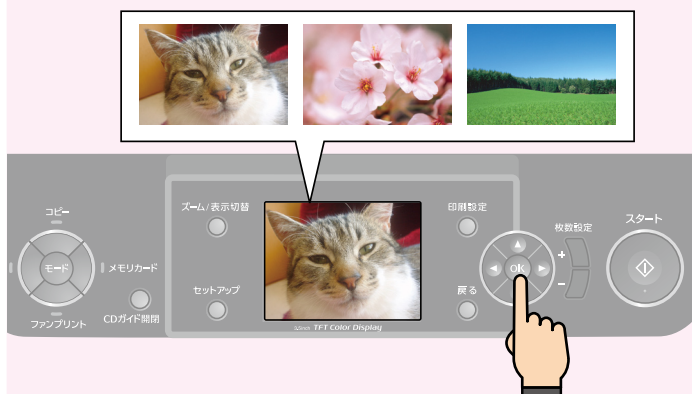 コピー
モード
メモリカード
ファンプリント
CDガイド開閉
ズーム/表示切替
セットアップ
TFT Color Display
印刷設定
戻る
OK
枚数設定
+
-
スタート